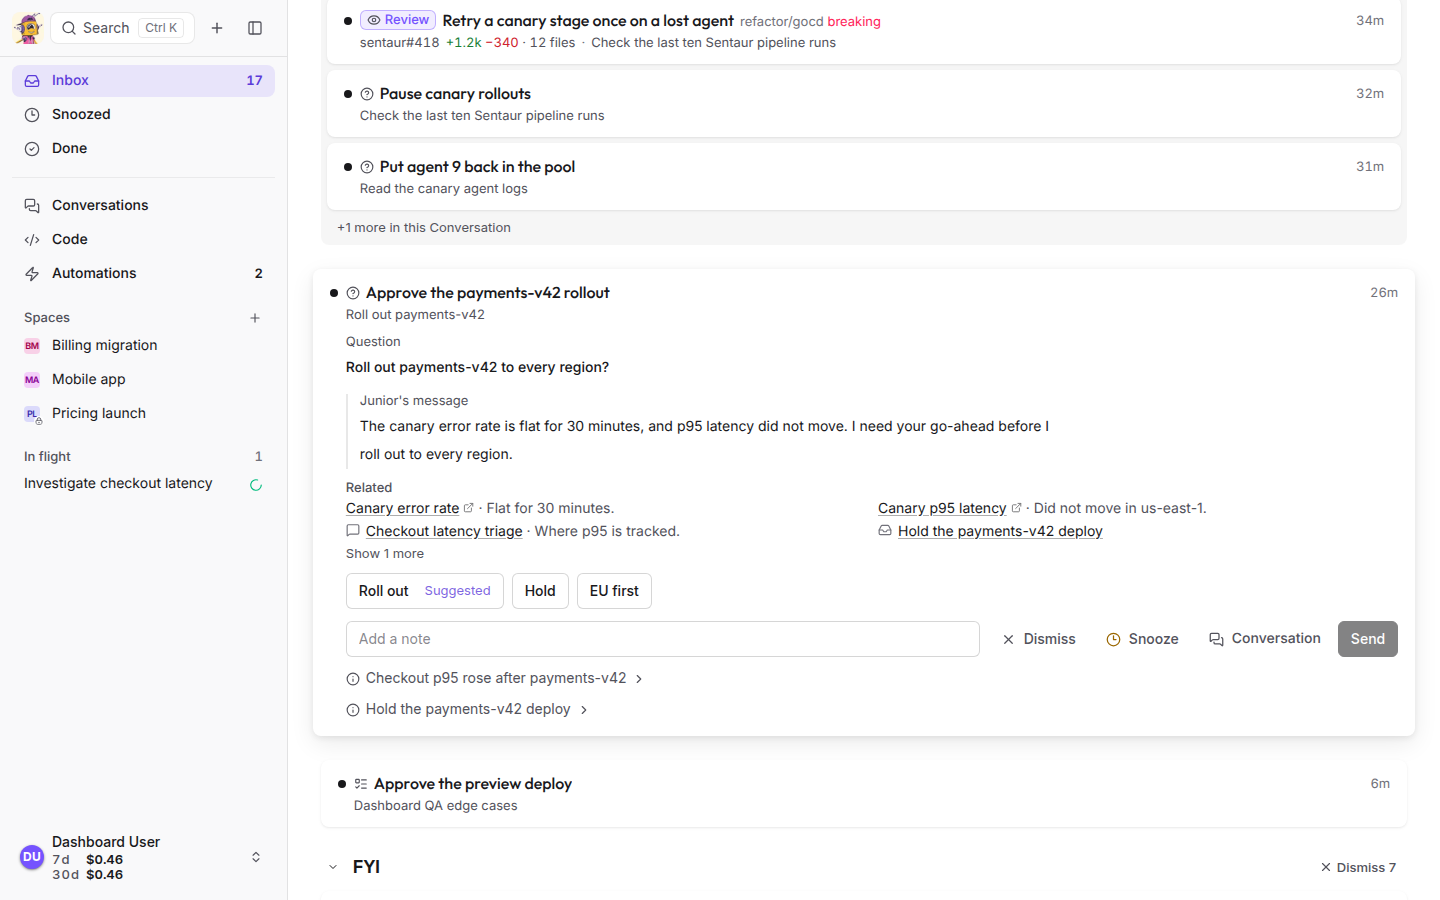 Search Ctrl K
Inbox 17
Snoozed
Done
Conversations
Code
Automations 2
Spaces
BM Billing migration
MA Mobile app
PL Pricing launch
In flight 1
Investigate checkout latency
DU Dashboard User
7d $0.46
30d $0.46
Review Retry a canary stage once on a lost agent refactor/gocd breaking 34m
sentaur#418 +1.2k −340 · 12 files · Check the last ten Sentaur pipeline runs
Pause canary rollouts 32m
Check the last ten Sentaur pipeline runs
Put agent 9 back in the pool 31m
Read the canary agent logs
+1 more in this Conversation
Approve the payments-v42 rollout 26m
Roll out payments-v42
Question
Roll out payments-v42 to every region?
Junior's message
The canary error rate is flat for 30 minutes, and p95 latency did not move. I need your go-ahead before I
roll out to every region.
Related
Canary error rate · Flat for 30 minutes. Canary p95 latency · Did not move in us-east-1.
Checkout latency triage · Where p95 is tracked. Hold the payments-v42 deploy
Show 1 more
Roll out Suggested Hold EU first
Add a note Dismiss Snooze Conversation Send
Checkout p95 rose after payments-v42
Hold the payments-v42 deploy
Approve the preview deploy 6m
Dashboard QA edge cases
FYI Dismiss 7